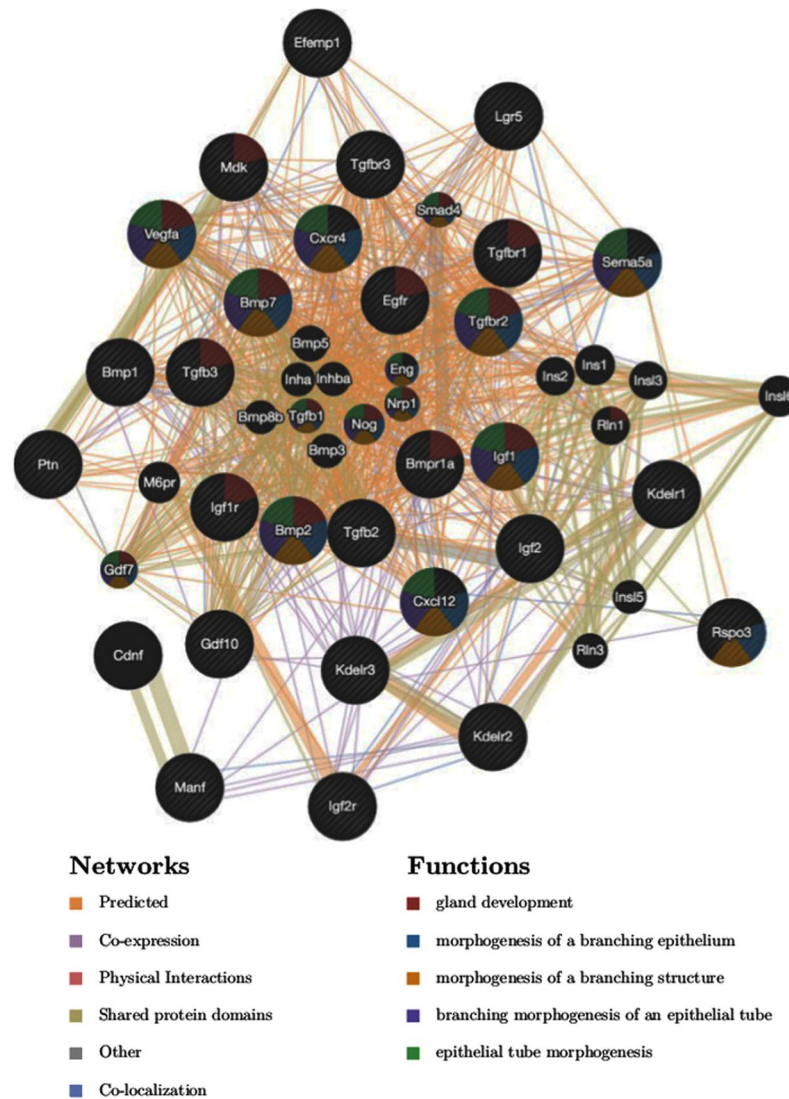 Efemp1
Lgr5
Mdk
Tgfbr3
Smad4
Vegfa
Cxcr4
Tgfbr1
Sema5a
Bmp7
Egfr
Tgfbr2
Bmp5
Bmp1
Tgfb3
Inha
Inhba
Eng
Ins2
Ins1
Insl3
Insl6
Bmp8b
Tgfb1
Nog
Nrp1
Rln1
Bmp3
Ptn
M6pr
Bmpr1a
Igf1
Kdelr1
Igf1r
Bmp2
Tgfb2
Igf2
Gdf7
Cxcl12
Insl5
Cdnf
Gdf10
Kdelr3
Rln3
Rspo3
Kdelr2
Manf
Igf2r
Networks
Predicted
Co-expression
Physical Interactions
Shared protein domains
Other
Co-localization
Functions
gland development
morphogenesis of a branching epithelium
morphogenesis of a branching structure
branching morphogenesis of an epithelial tube
epithelial tube morphogenesis